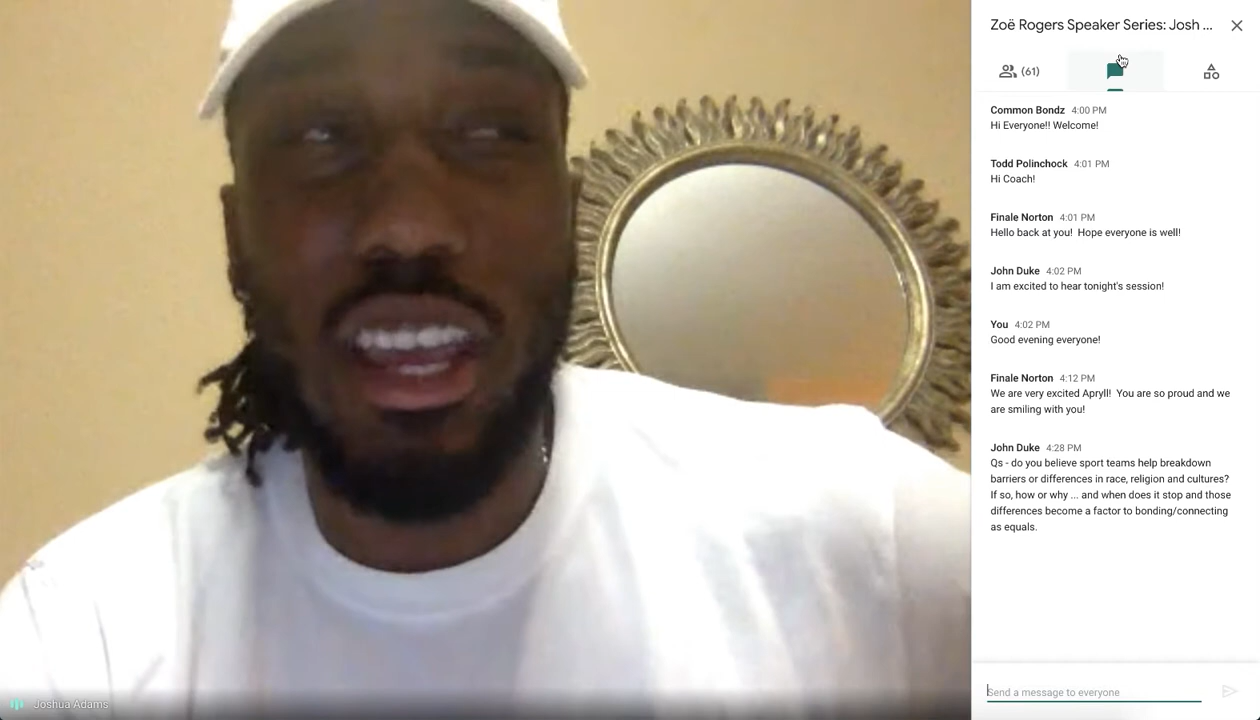 Zoë Rogers Speaker Series: Josh ...
(61)
Common Bondz 4:00 PM
Hi Everyone!! Welcome!
Todd Polinchock 4:01 PM
Hi Coach!
Finale Norton 4:01 PM
Hello back at you! Hope everyone is well!
John Duke 4:02 PM
I am excited to hear tonight's session!
You 4:02 PM
Good evening everyone!
Finale Norton 4:12 PM
We are very excited Apryll! You are so proud and we
are smiling with you!
John Duke 4:28 PM
Qs - do you believe sport teams help breakdown
barriers or differences in race, religion and cultures?
If so, how or why ... and when does it stop and those
differences become a factor to bonding/connecting
as equals.
Send a message to everyone
Joshua Adams